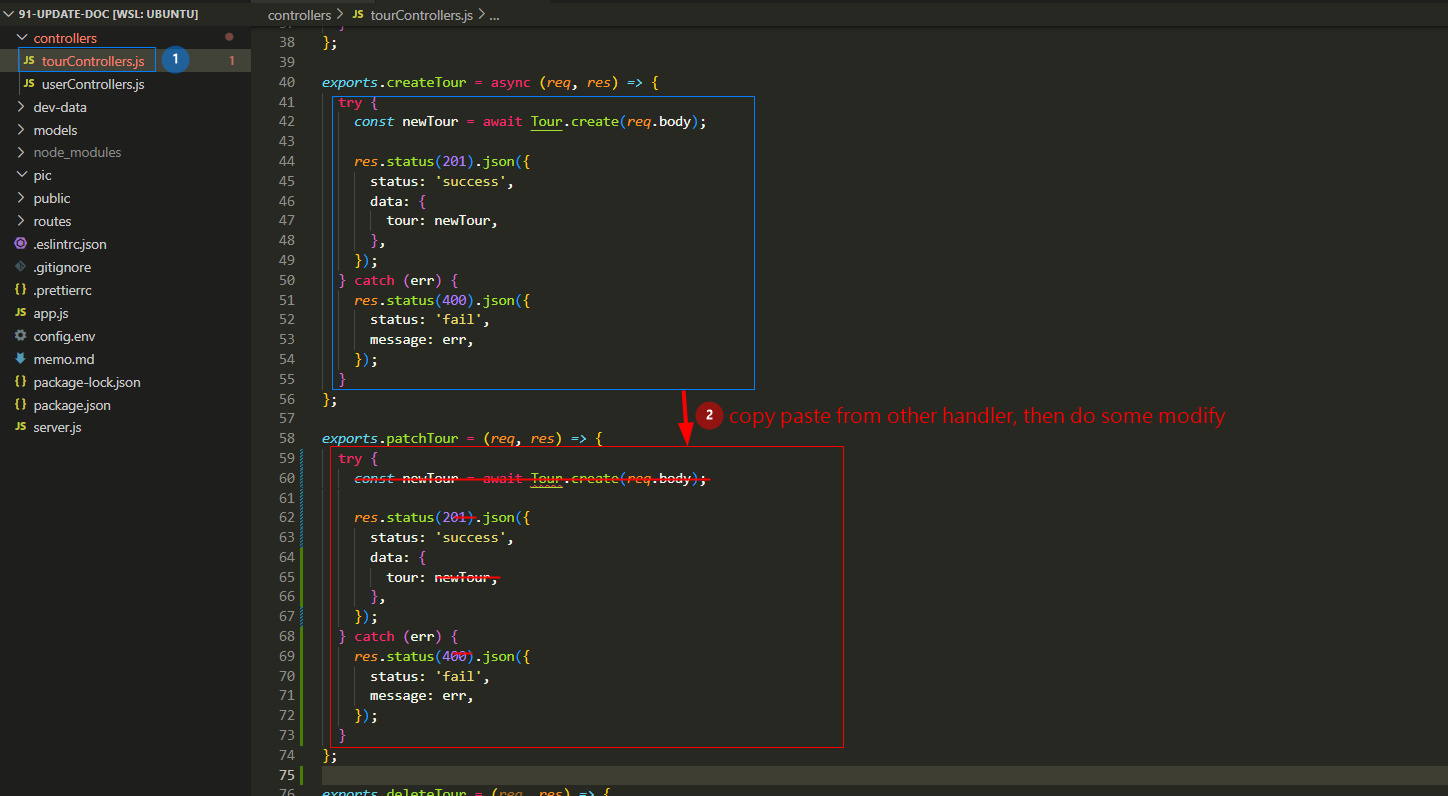 91-UPDATE-DOC [WSL: UBUNTU]
controllers
JS tourControllers.js 1 1
JS userControllers.js
dev-data
models
node_modules
pic
public
routes
.eslintrc.json
.gitignore
{} .prettierrc
JS app.js
config.env
memo.md
{} package-lock.json
{} package.json
JS server.js
controllers > JS tourControllers.js > ...
38 };
39
40 exports.createTour = async (req, res) => {
41 try {
42 const newTour = await Tour.create(req.body);
43
44 res.status(201).json({
45 status: 'success',
46 data: {
47 tour: newTour,
48 },
49 });
50 } catch (err) {
51 res.status(400).json({
52 status: 'fail',
53 message: err,
54 });
55 }
56 };
2 copy paste from other handler, then do some modify
57
58 exports.patchTour = (req, res) => {
59 try {
60 const newTour = await Tour.create(req.body);
61
62 res.status(201).json({
63 status: 'success',
64 data: {
65 tour: newTour,
66 },
67 });
68 } catch (err) {
69 res.status(400).json({
70 status: 'fail',
71 message: err,
72 });
73 }
74 };
75
76 exports.deleteTour = (req, res) => {